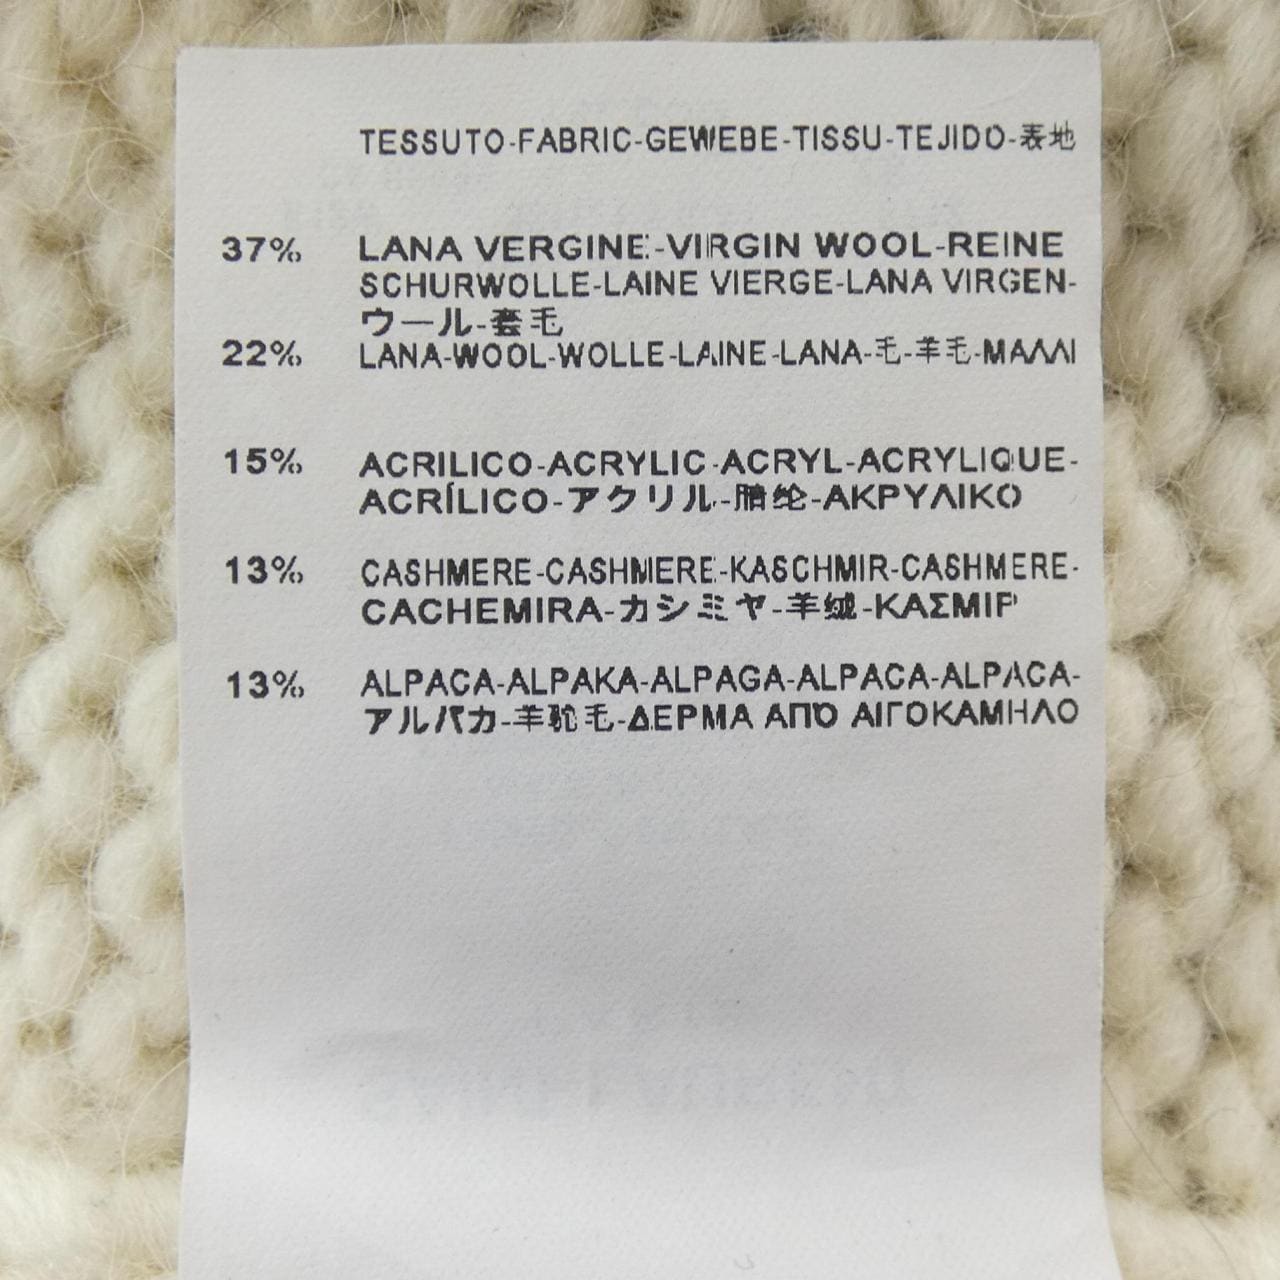 TESSUTO-FABRIC-GEWEBE-TISSU-TEJIDO-表地
37% LANA VERGINE-VIRGIN WOOL-REINE
SCHURWOLLE-LAINE VIERGE-LANA VIRGEN-
ウール-套毛
22% LANA-WOOL-WOLLE-LAINE-LANA-毛-羊毛-ΜΑΛΛΙ
15% ACRILICO-ACRYLIC-ACRYL-ACRYLIQUE-
ACRÍLICO-アクリル-腈纶-ΑΚΡΥΛΙΚΟ
13% CASHMERE-CASHMERE-KASCHMIR-CASHMERE-
CACHEMIRA-カシミヤ-羊绒-ΚΑΣΜΙΡ
13% ALPACA-ALPAKA-ALPAGA-ALPACA-ALPACA-
アルパカ-羊驼毛-ΔΕΡΜΑ ΑΠΌ ΑΙΓΟΚΑΜΗΛΟ